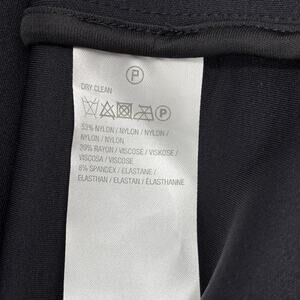 P
DRY CLEAN
P
53% NYLON / NYLON / NYLON /
NYLON / NYLON
39% RAYON / VISCOSE / VISKOSE /
VISCOSA / VISCOSE
8% SPANDEX / ELASTANE /
ELASTHAN / ELASTAN / ÉLASTHANNE